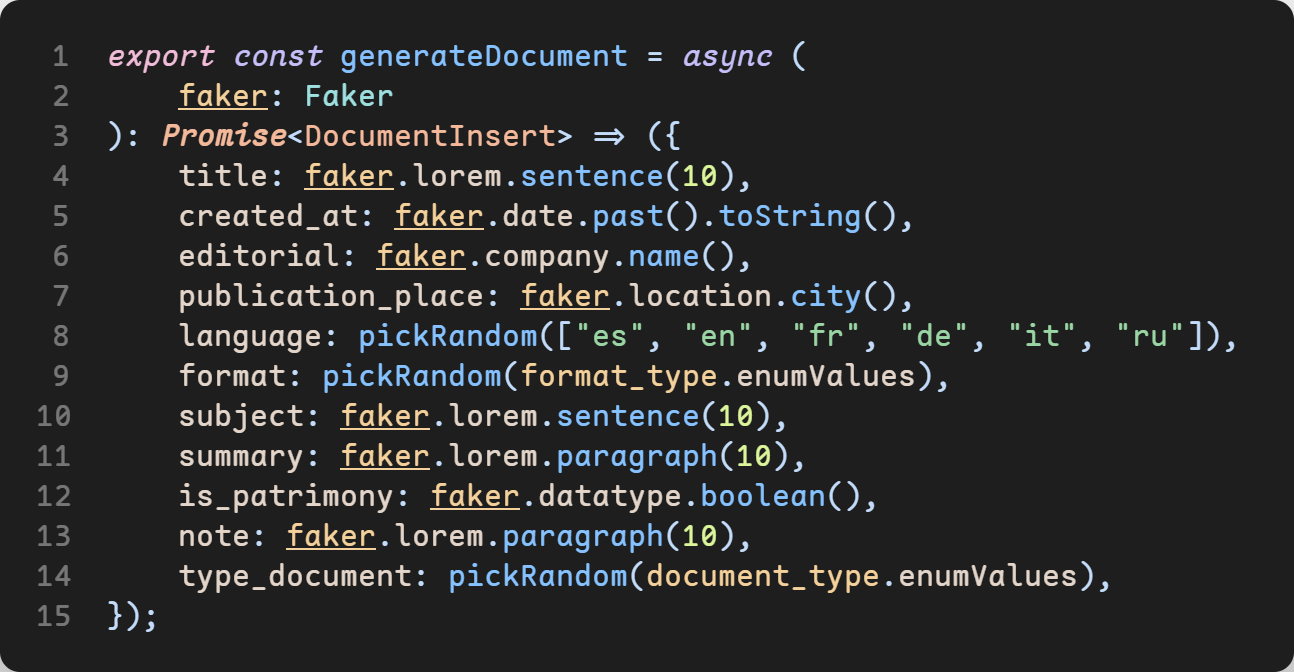 1 export const generateDocument = async (
2 faker: Faker
3 ): Promise<DocumentInsert> => ({
4 title: faker.lorem.sentence(10),
5 created_at: faker.date.past().toString(),
6 editorial: faker.company.name(),
7 publication_place: faker.location.city(),
8 language: pickRandom(["es", "en", "fr", "de", "it", "ru"]),
9 format: pickRandom(format_type.enumValues),
10 subject: faker.lorem.sentence(10),
11 summary: faker.lorem.paragraph(10),
12 is_patrimony: faker.datatype.boolean(),
13 note: faker.lorem.paragraph(10),
14 type_document: pickRandom(document_type.enumValues),
15 });